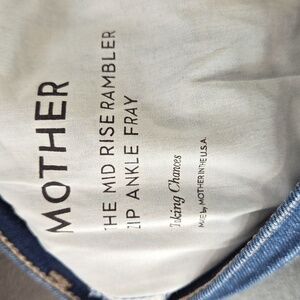 MOTHER
THE MID RISE RAMBLER
ZIP ANKLE FRAY
Taking Chances
MADE BY MOTHER IN THE U.S.A.